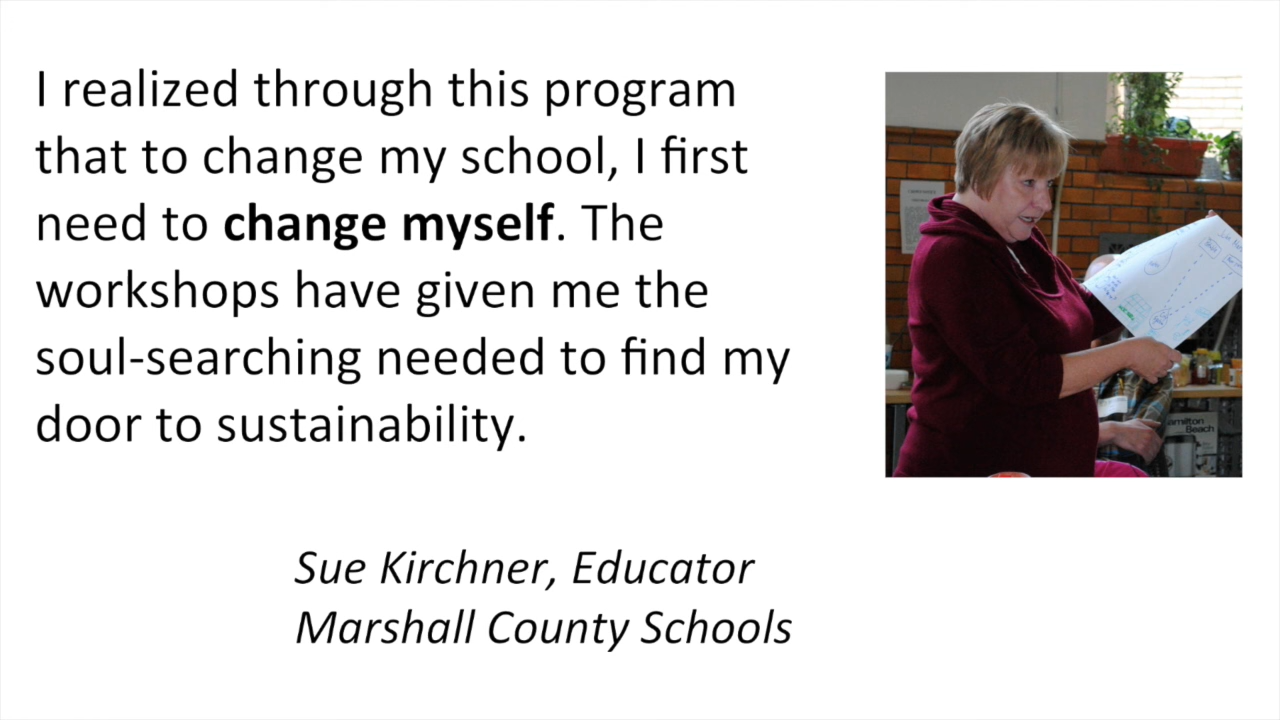 I realized through this program
that to change my school, I first
need to change myself. The
workshops have given me the
soul-searching needed to find my
door to sustainability.
Sue Kirchner, Educator
Marshall County Schools
Beach